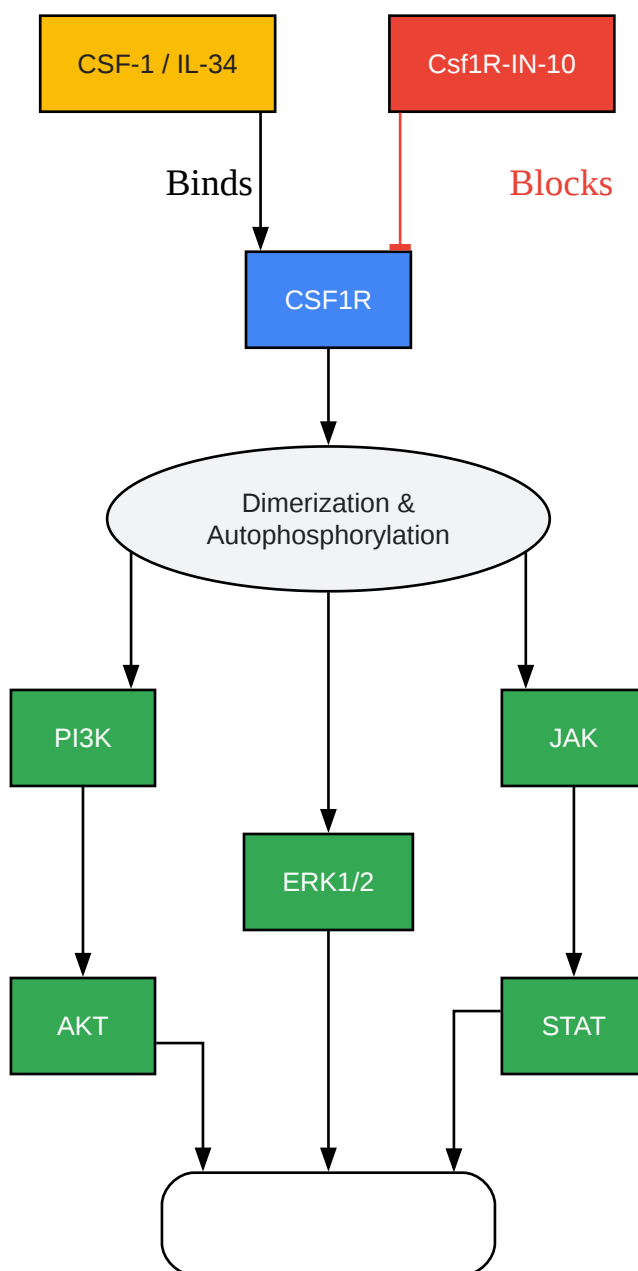 CSF-1 / IL-34
Csf1R-IN-10
Binds
Blocks
CSF1R
Dimerization &
Autophosphorylation
PI3K
JAK
ERK1/2
AKT
STAT